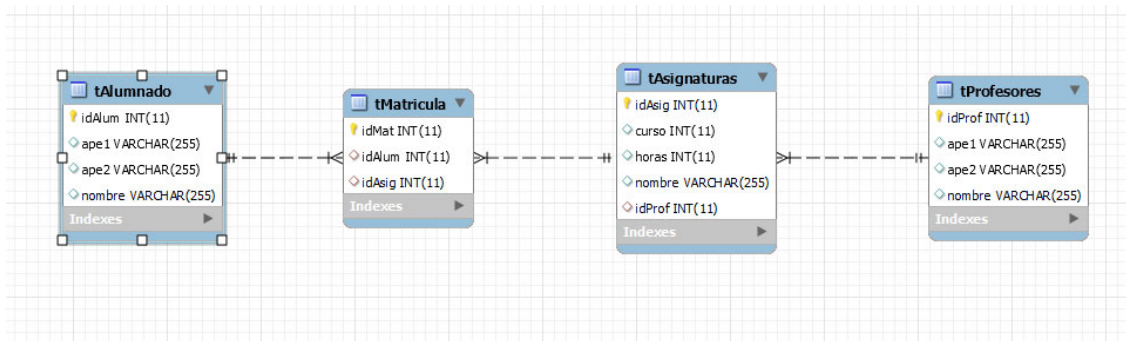 tAlumnado
idAlum INT(11)
ape1 VARCHAR(255)
ape2 VARCHAR(255)
nombre VARCHAR(255)
Indexes
tMatricula
idMat INT(11)
idAlum INT(11)
idAsig INT(11)
Indexes
tAsignaturas
idAsig INT(11)
curso INT(11)
horas INT(11)
nombre VARCHAR(255)
idProf INT(11)
Indexes
tProfesores
idProf INT(11)
ape1 VARCHAR(255)
ape2 VARCHAR(255)
nombre VARCHAR(255)
Indexes